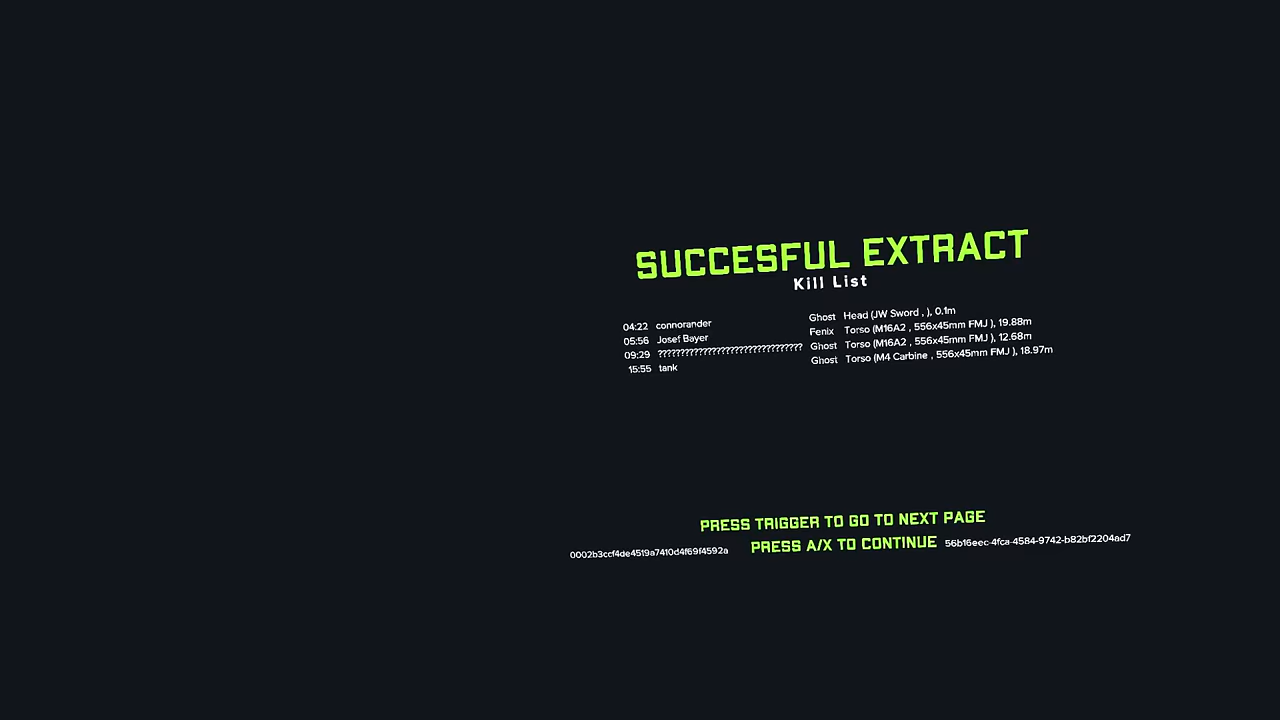 SUCCESFUL EXTRACT
Kill List
04:22 connorander Ghost Head (JW Sword , ), 0.1m
05:56 Josef Bayer Fenix Torso (M16A2 , 556x45mm FMJ ), 19.88m
09:29 ???????????????????????????????? Ghost Torso (M16A2 , 556x45mm FMJ ), 12.68m
15:55 tank Ghost Torso (M4 Carbine , 556x45mm FMJ ), 18.97m
PRESS TRIGGER TO GO TO NEXT PAGE
0002b3ccf4de4519a7410d4f69f4592a PRESS A/X TO CONTINUE 56b16eec-4fca-4584-9742-b82bf2204ad7